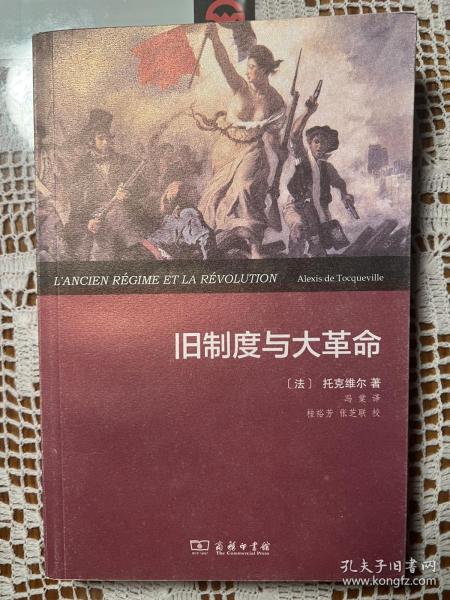 L'ANCIEN RÉGIME ET LA RÉVOLUTION Alexis de Tocqueville
旧制度与大革命
〔法〕 托克维尔 著
冯棠 译
桂裕芳 张芝联 校
商务印书馆
The Commercial Press
孔夫子旧书网
www.kongfz.com